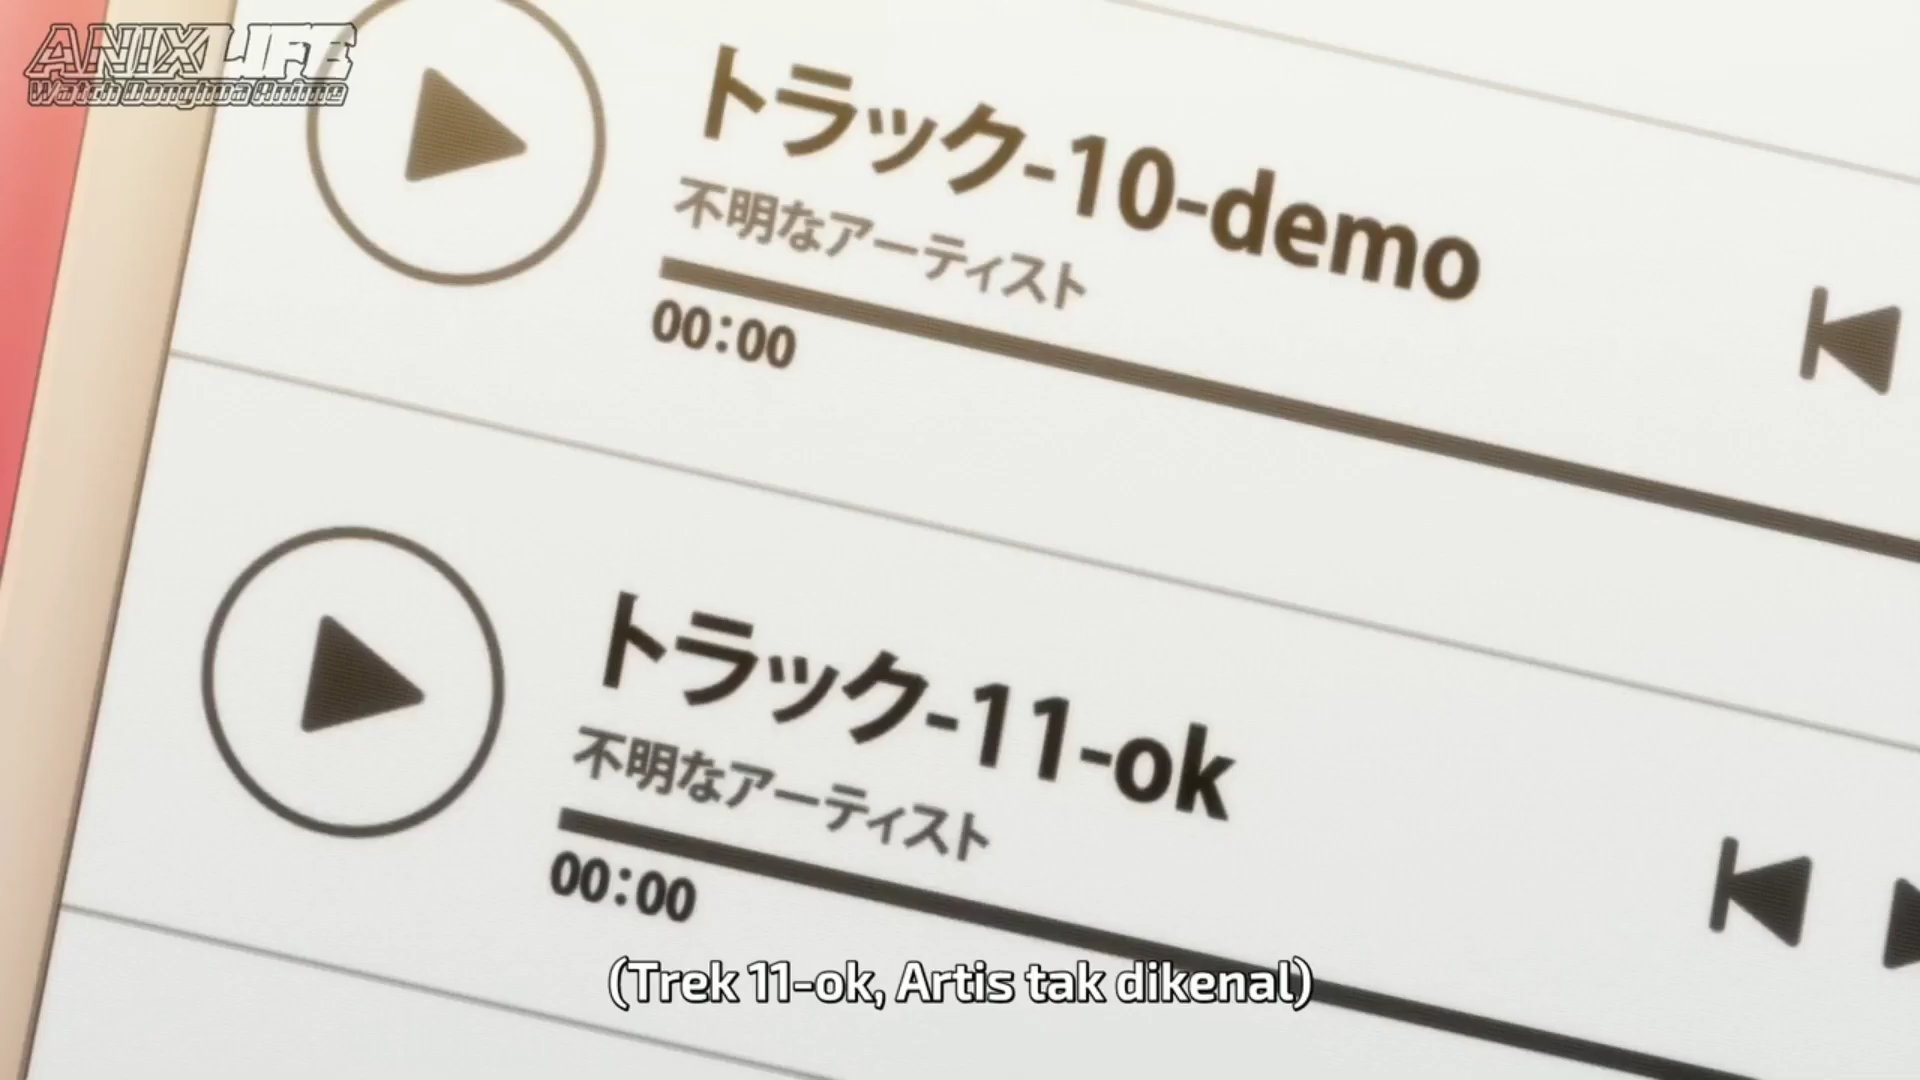 ANIXLIFE
Watch Donghua Anime
トラック-10-demo
不明なアーティスト
00:00
トラック-11-ok
不明なアーティスト
00:00
(Trek 11-ok, Artis tak dikenal)